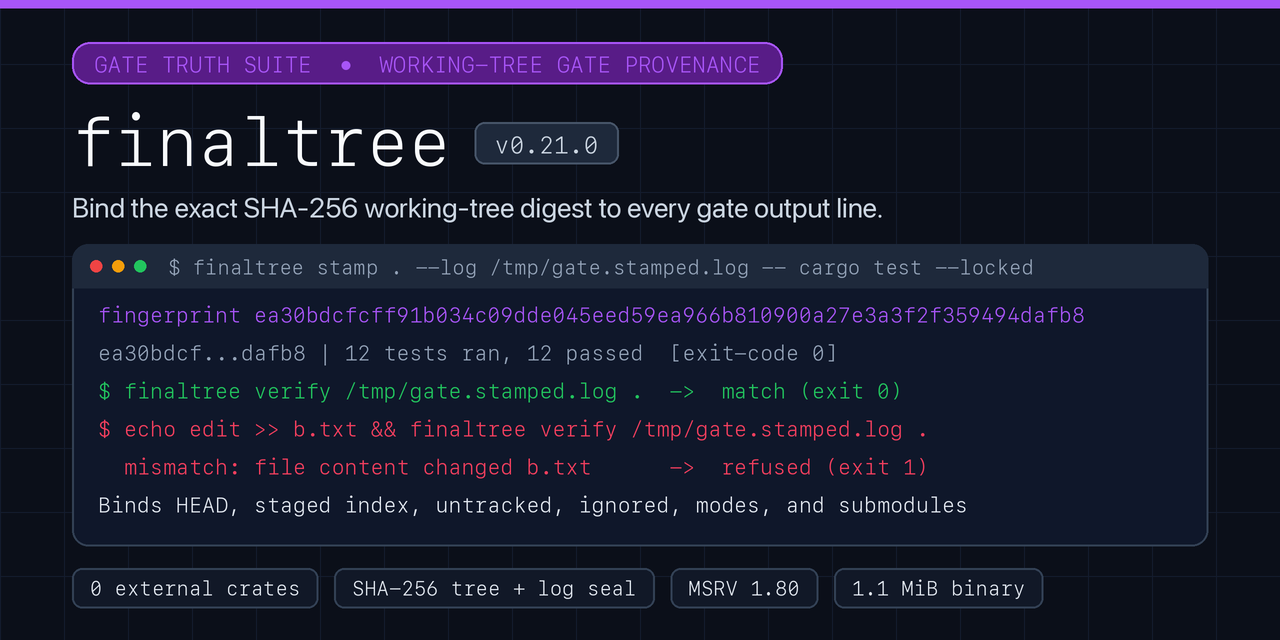 GATE TRUTH SUITE • WORKING-TREE GATE PROVENANCE
finaltree v0.21.0
Bind the exact SHA-256 working-tree digest to every gate output line.
$ finaltree stamp . --log /tmp/gate.stamped.log -- cargo test --locked
fingerprint ea30bdcfcff91b034c09dde045eed59ea966b810900a27e3a3f2f359494dafb8
ea30bdcf...dafb8 | 12 tests ran, 12 passed [exit-code 0]
$ finaltree verify /tmp/gate.stamped.log . -> match (exit 0)
$ echo edit >> b.txt && finaltree verify /tmp/gate.stamped.log .
mismatch: file content changed b.txt -> refused (exit 1)
Binds HEAD, staged index, untracked, ignored, modes, and submodules
0 external crates SHA-256 tree + log seal MSRV 1.80 1.1 MiB binary